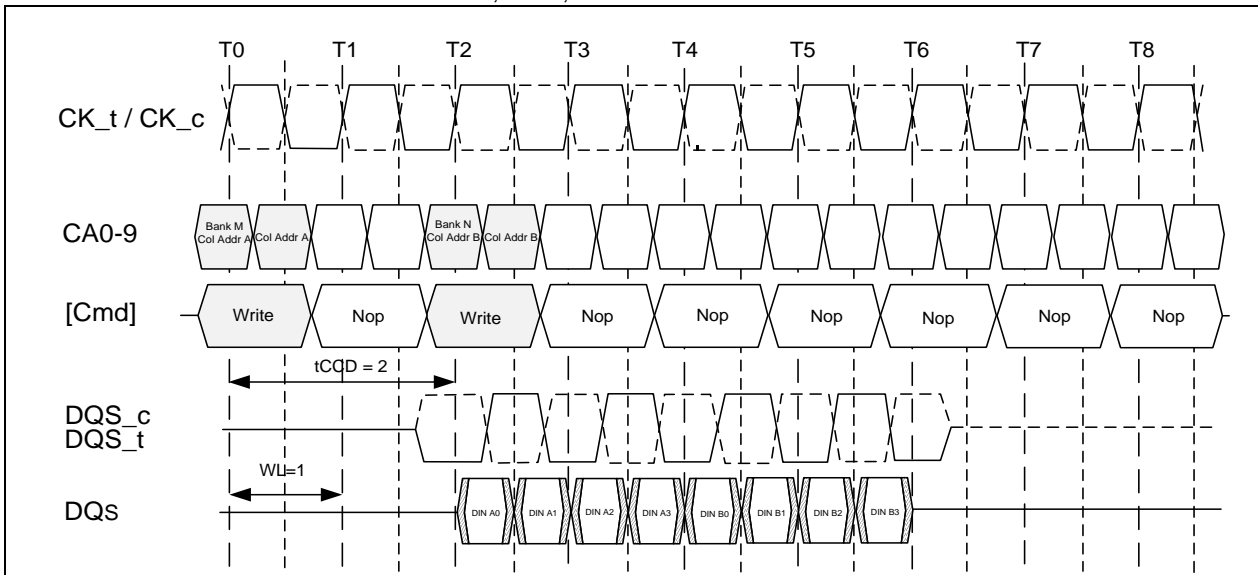 T0 T1 T2 T3 T4 T5 T6 T7 T8
CK_t / CK_c
CA0-9
Bank M
Col Addr A
Col Addr A
Bank N
Col Addr B
Col Addr B
[Cmd]
Write Nop Write Nop Nop Nop Nop Nop Nop
tCCD = 2
DQS_c
DQS_t
WL=1
DQs
DIN A0 DIN A1 DIN A2 DIN A3 DIN B0 DIN B1 DIN B2 DIN B3